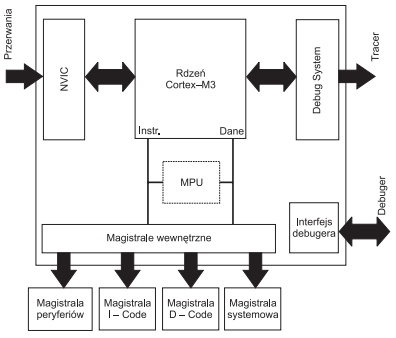 Przerwania
NVIC
Rdzeń
Cortex–M3
Instr.
Dane
Debug System
Tracer
MPU
Magistrale wewnętrzne
Interfejs
debugera
Debuger
Magistrala
peryferiów
Magistrala
I – Code
Magistrala
D – Code
Magistrala
systemowa